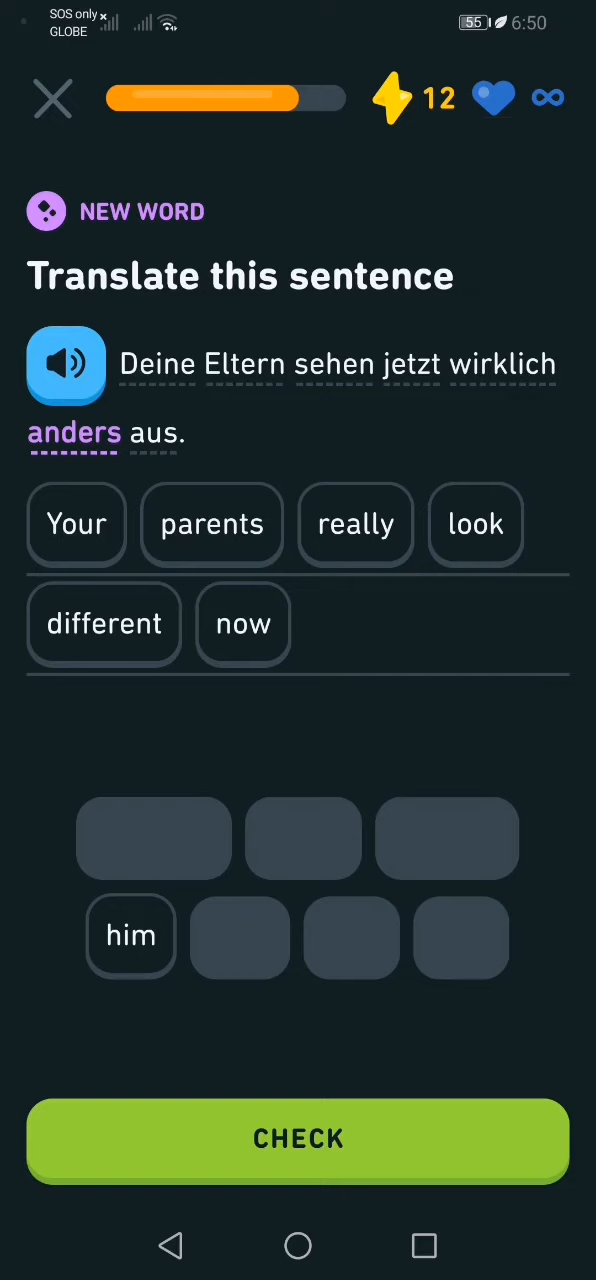 SOS only
GLOBE
55 6:50
12
NEW WORD
Translate this sentence
Deine Eltern sehen jetzt wirklich
anders aus.
Your parents really look
different now
him
CHECK